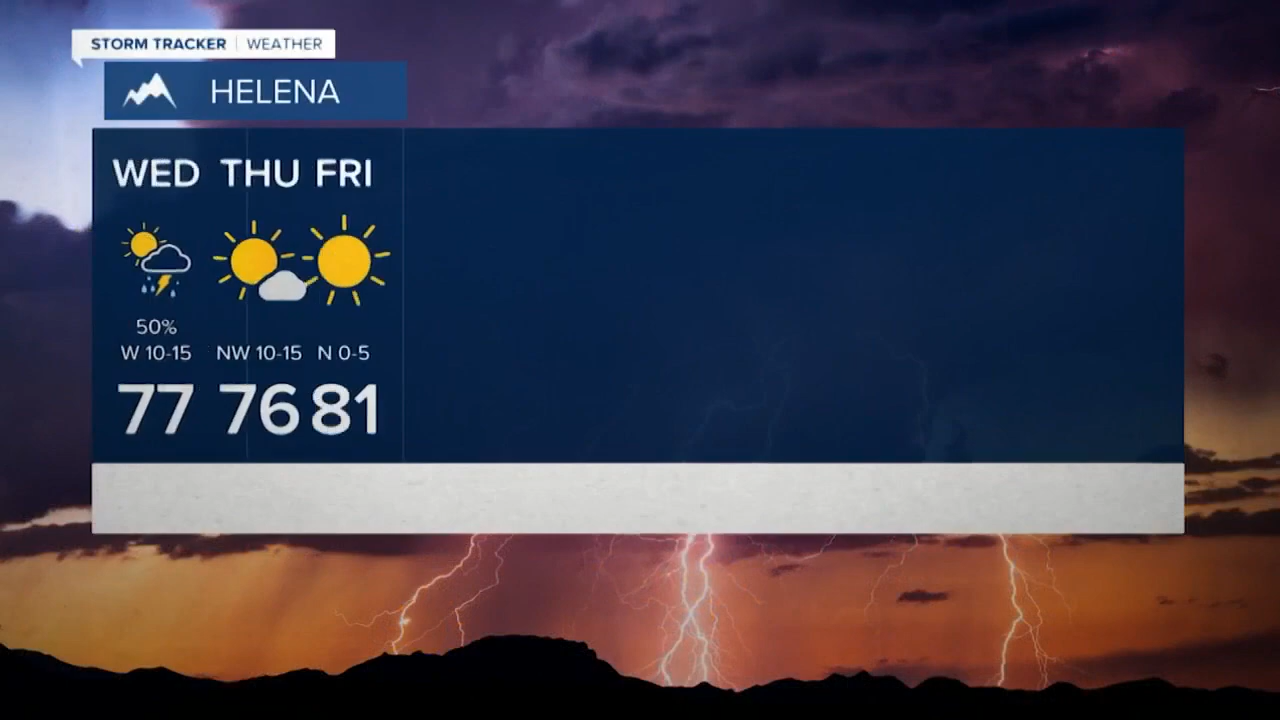 STORM TRACKER | WEATHER
HELENA
WED THU FRI
50%
W 10-15 NW 10-15 N 0-5
77 76 81